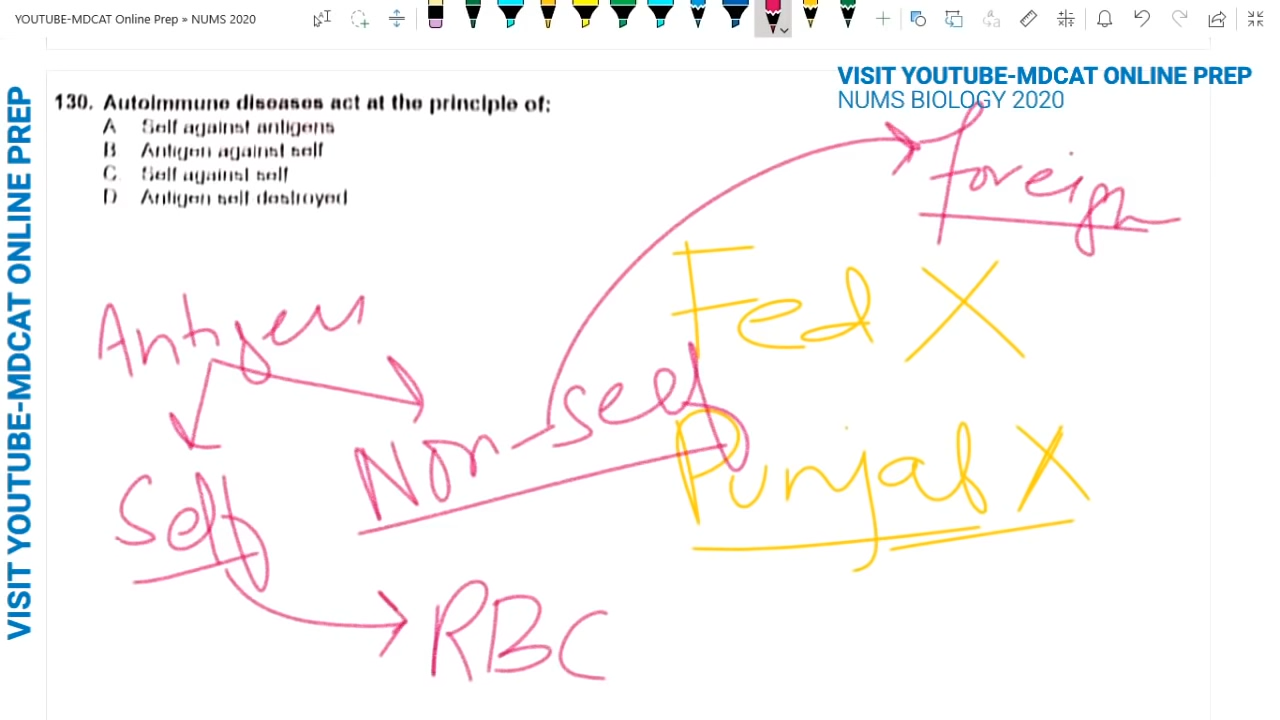 YOUTUBE-MDCAT Online Prep » NUMS 2020
VISIT YOUTUBE-MDCAT ONLINE PREP
NUMS BIOLOGY 2020
VISIT YOUTUBE-MDCAT ONLINE PREP
130. Autoimmune diseases act at the principle of:
A Self against antigens
B Antigen against self
C. Self against self
D Antigen self destroyed
foreign
Fed X
Antigen
Non-self
Punjab X
Self
RBC